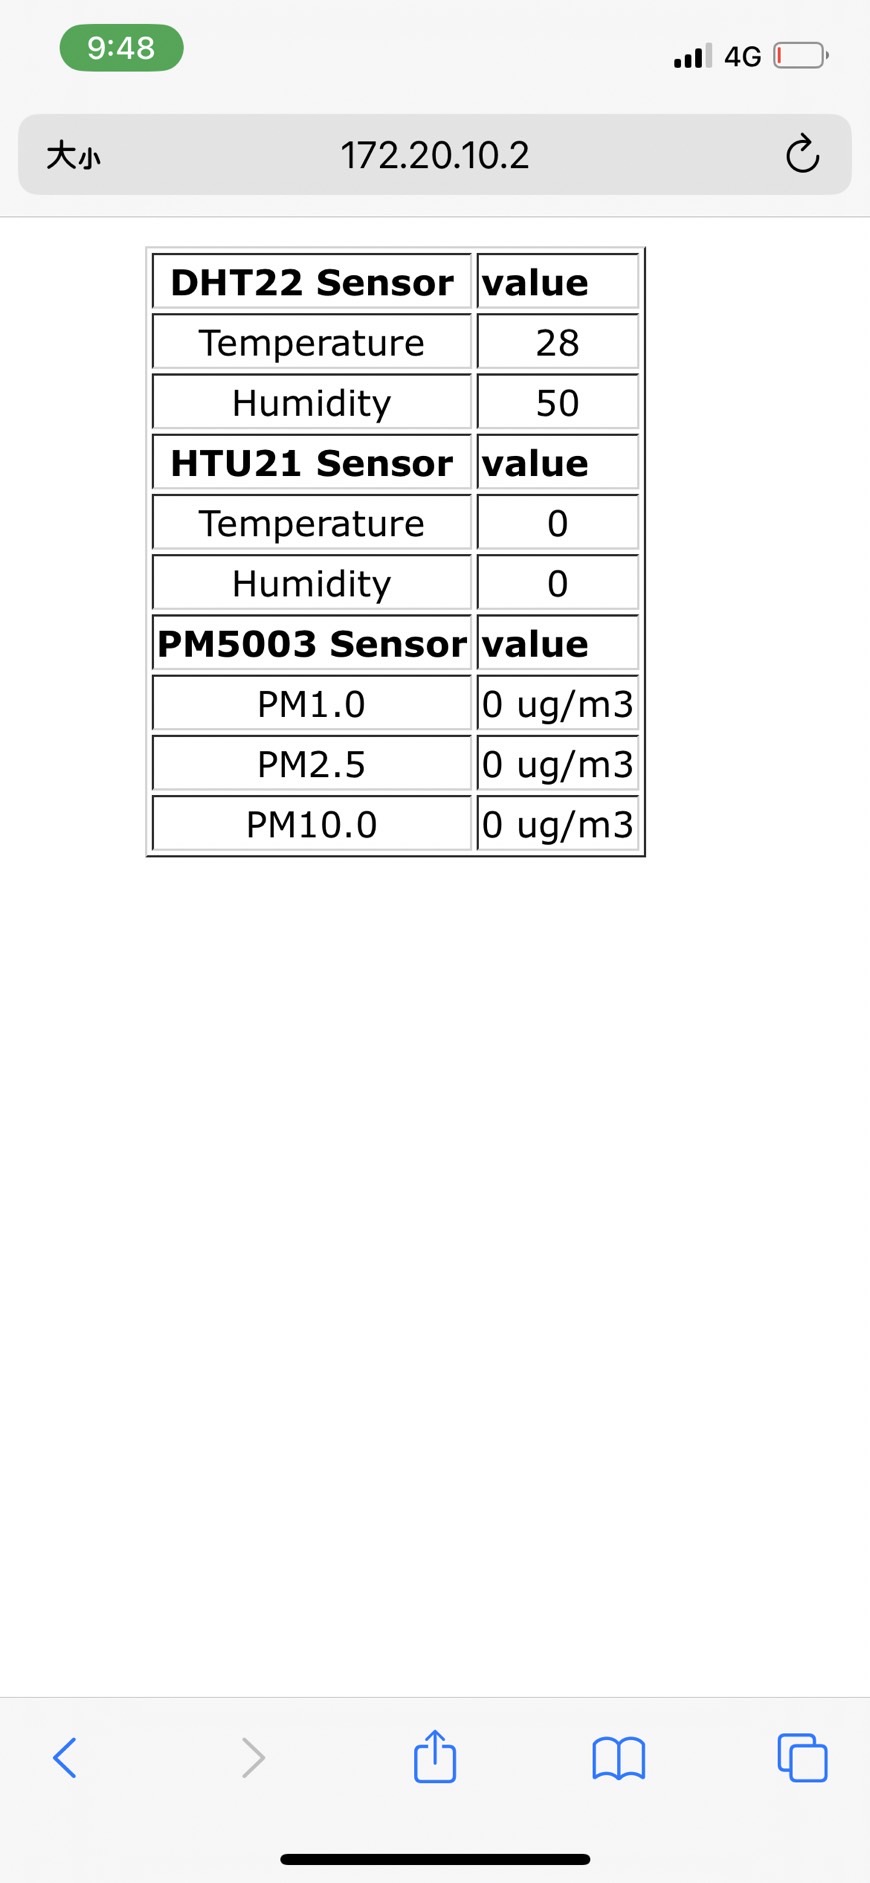 9:48
4G
大小 172.20.10.2
DHT22 Sensor value
Temperature 28
Humidity 50
HTU21 Sensor value
Temperature 0
Humidity 0
PM5003 Sensor value
PM1.0 0 ug/m3
PM2.5 0 ug/m3
PM10.0 0 ug/m3